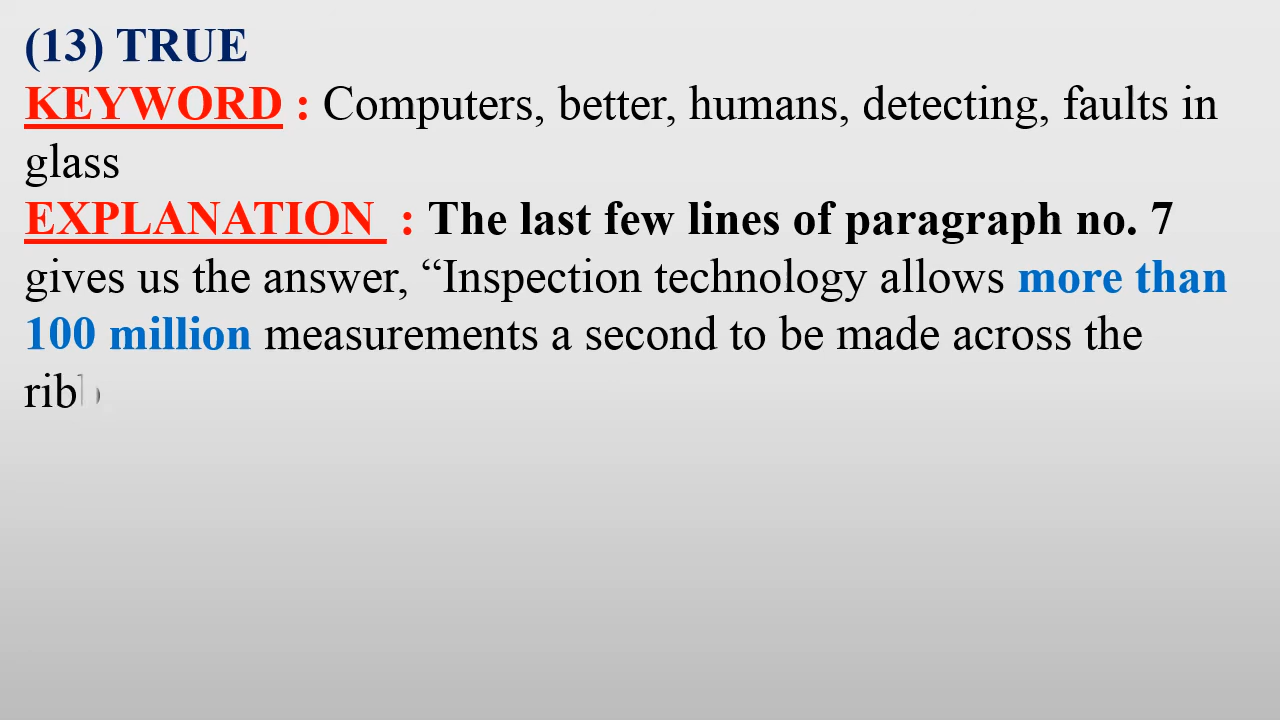 (13) TRUE
KEYWORD : Computers, better, humans, detecting, faults in
glass
EXPLANATION : The last few lines of paragraph no. 7
gives us the answer, “Inspection technology allows more than
100 million measurements a second to be made across the
ribb